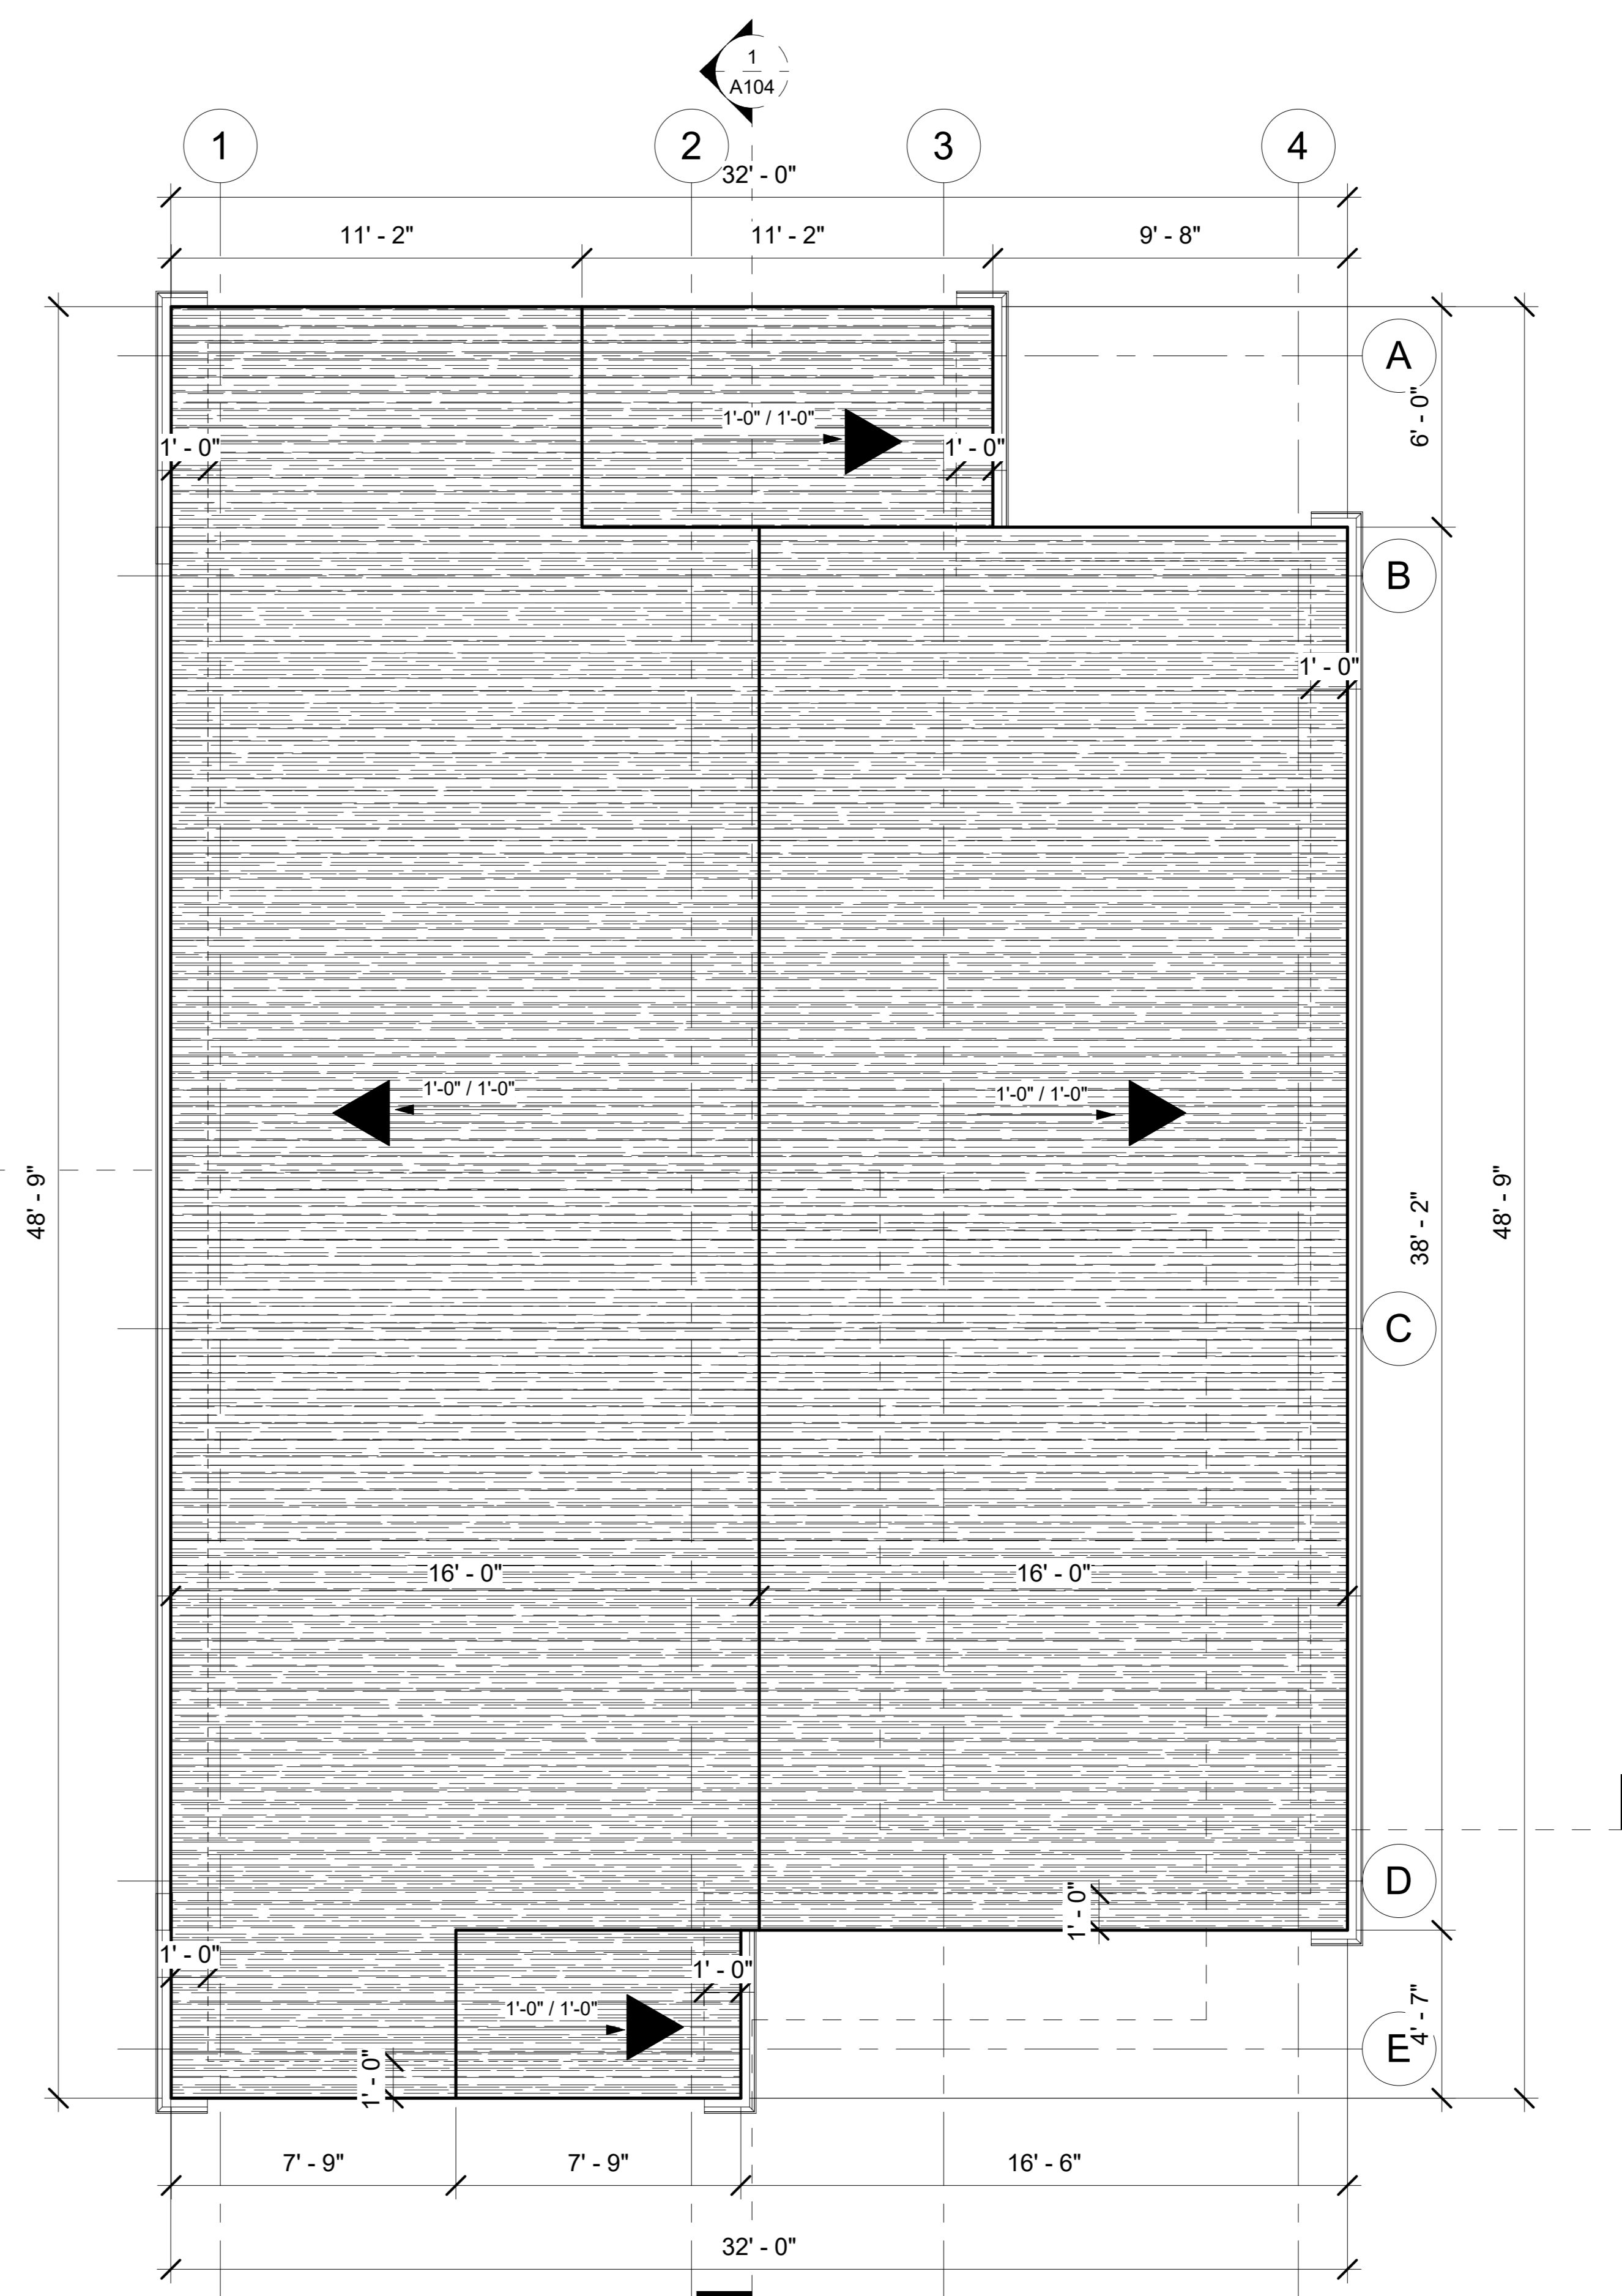 1
A104
1
2
3
4
32' - 0"
11' - 2"
11' - 2"
9' - 8"
A
6' - 0"
1'-0" / 1'-0"
1' - 0"
1' - 0"
B
1' - 0"
1'-0" / 1'-0"
1'-0" / 1'-0"
48' - 9"
38' - 2"
48' - 9"
C
16' - 0"
16' - 0"
D
1' - 0"
1' - 0"
1' - 0"
1'-0" / 1'-0"
4' - 7"
E
1' - 0"
7' - 9"
7' - 9"
16' - 6"
32' - 0"